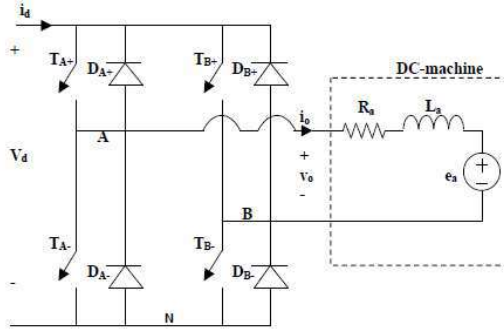 i_d
+
T_A+
D_A+
T_B+
D_B+
DC-machine
R_a
L_a
A
i_o
V_d
+
v_o
-
e_a
+
-
B
T_A-
D_A-
T_B-
D_B-
-
N